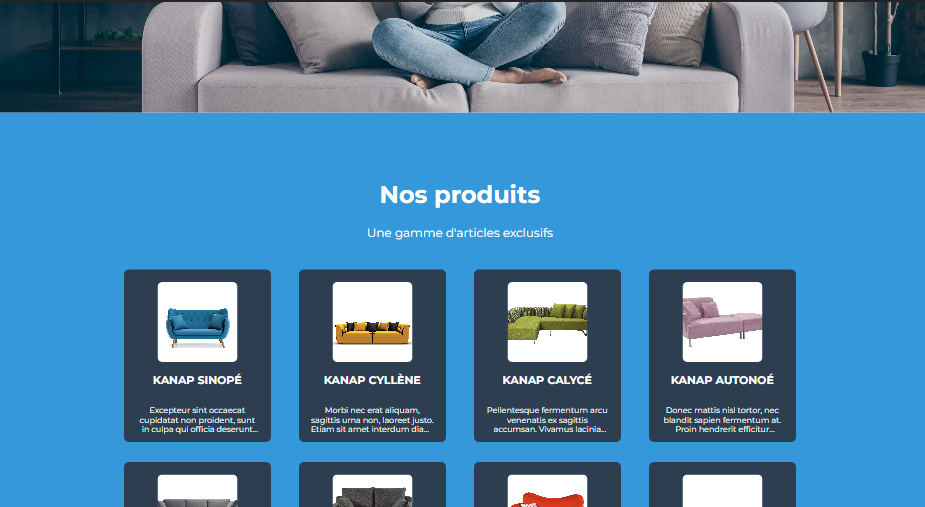 Nos produits
Une gamme d'articles exclusifs
KANAP SINOPÉ
Excepteur sint occaecat
cupidatat non proident, sunt
in culpa qui officia deserunt...
KANAP CYLLÈNE
Morbi nec erat aliquam,
sagittis urna non, laoreet justo.
Etiam sit amet interdum dia...
KANAP CALYCÉ
Pellentesque fermentum arcu
venenatis ex sagittis
accumsan. Vivamus lacinia...
KANAP AUTONOÉ
Donec mattis nisl tortor, nec
blandit sapien fermentum at.
Proin hendrerit efficitur...